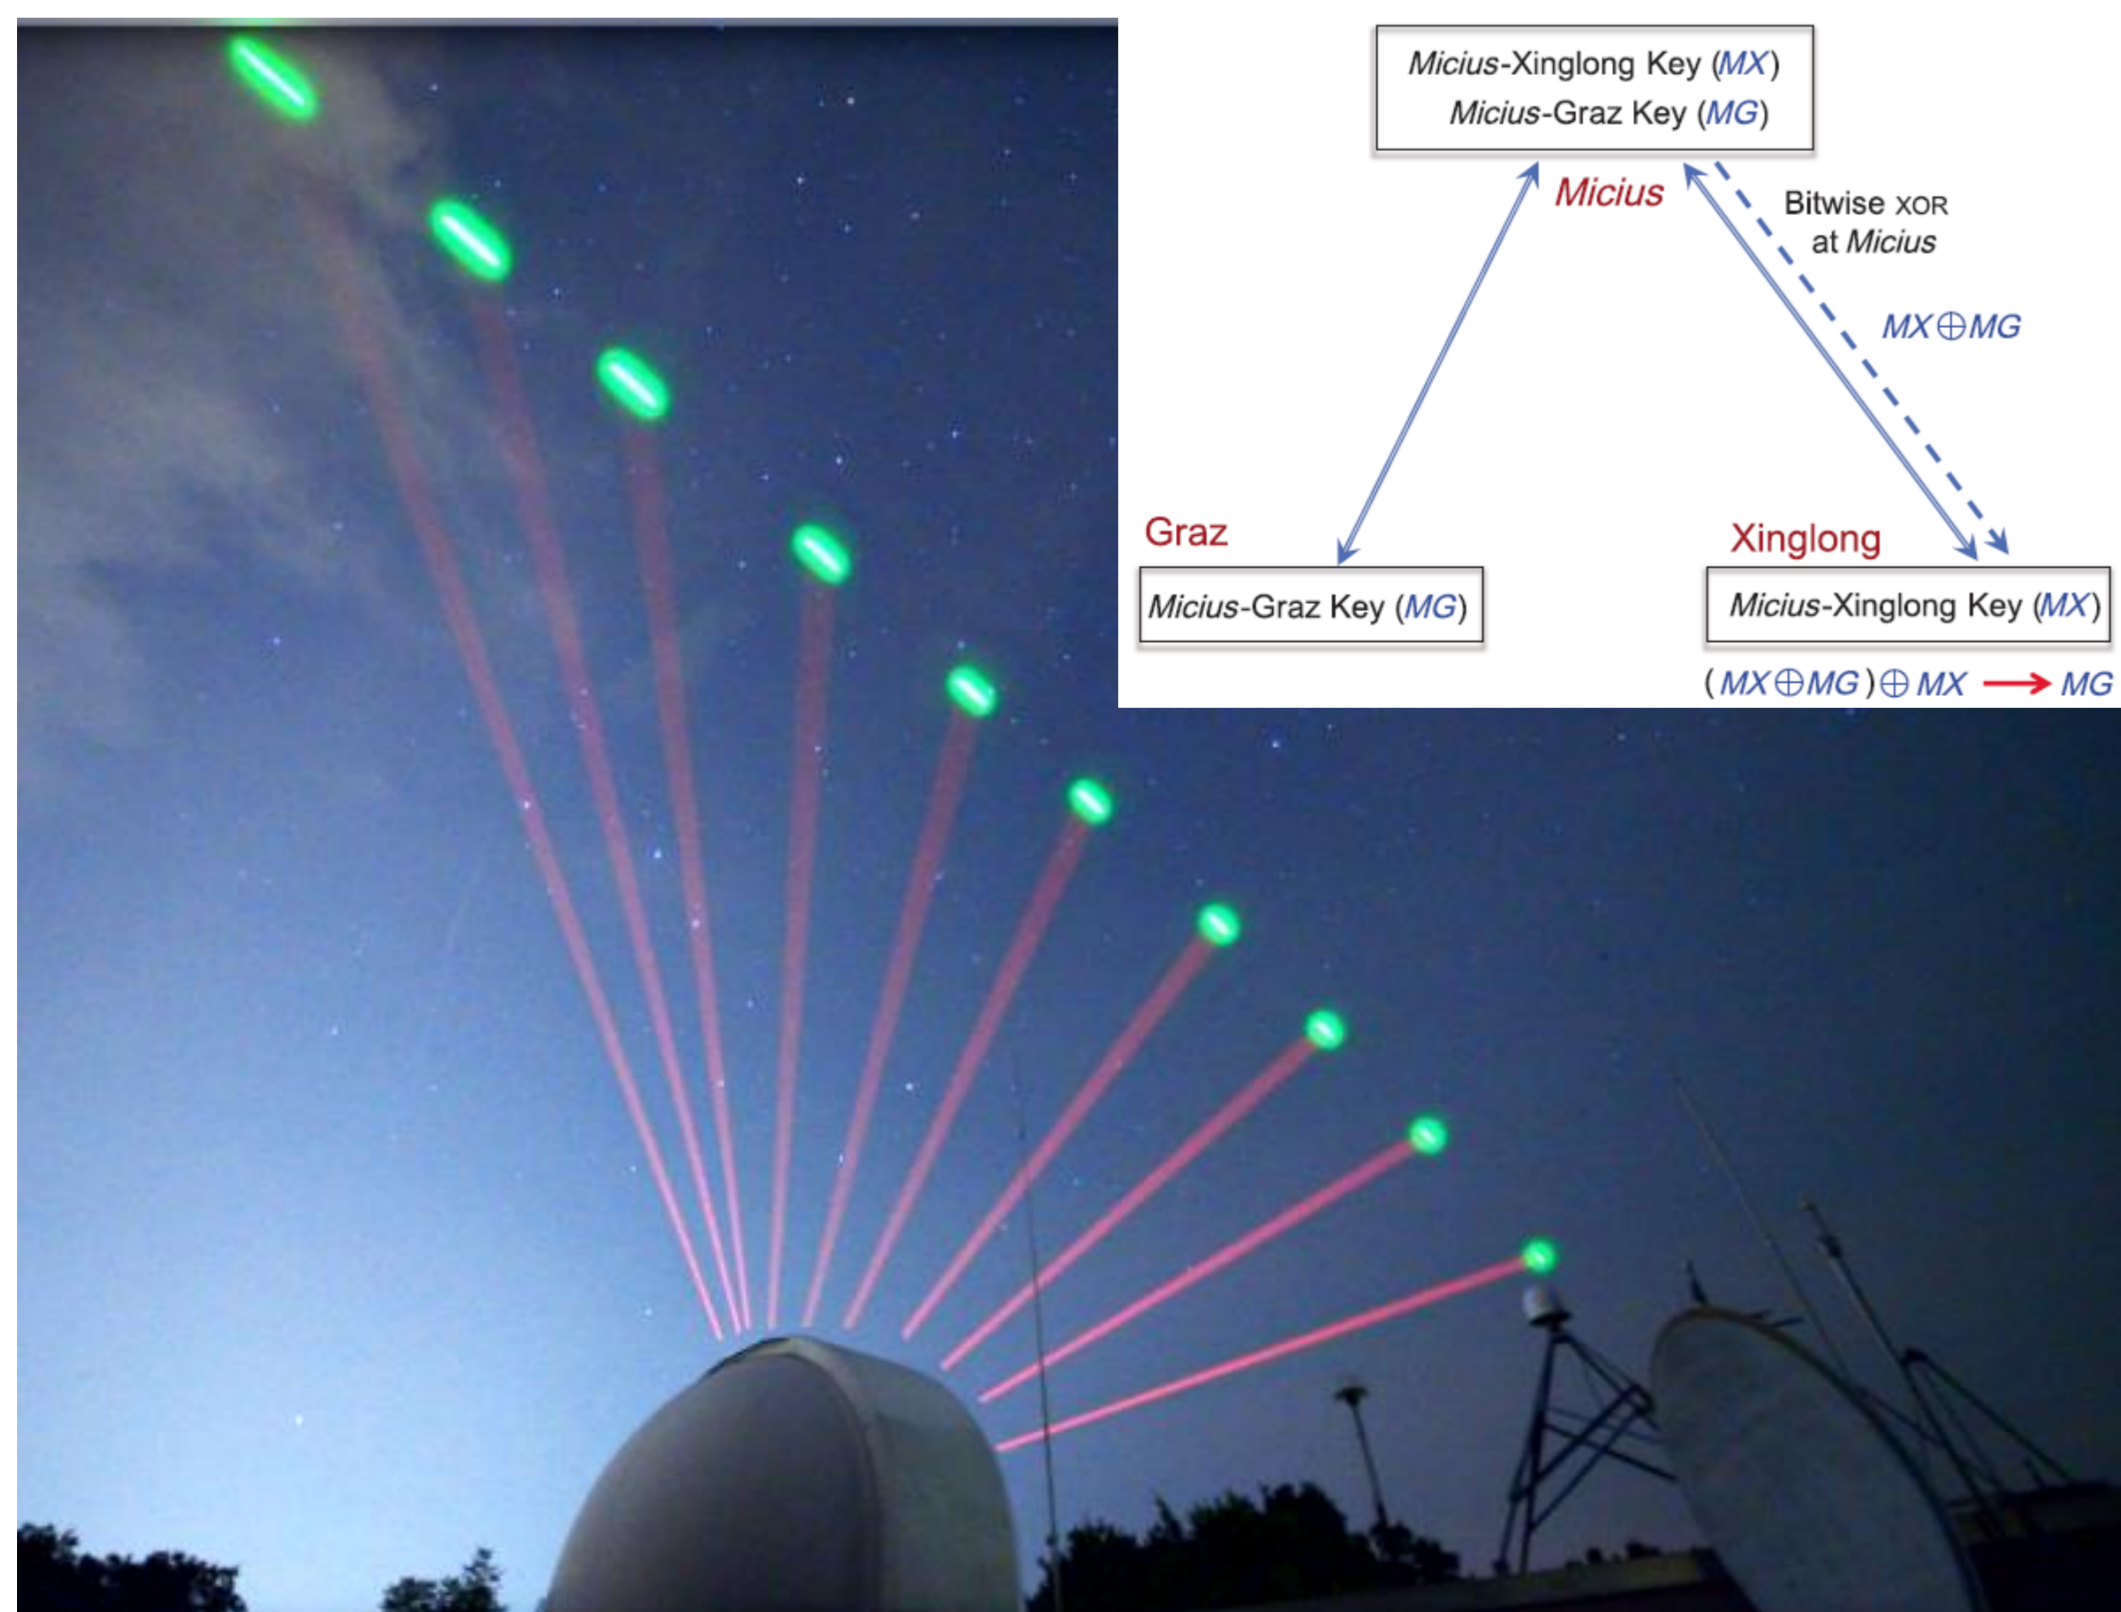 Micius-Xinglong Key (MX)
Micius-Graz Key (MG)
Micius
Bitwise XOR
at Micius
MX⊕MG
Graz
Xinglong
Micius-Graz Key (MG)
Micius-Xinglong Key (MX)
(MX⊕MG)⊕MX → MG